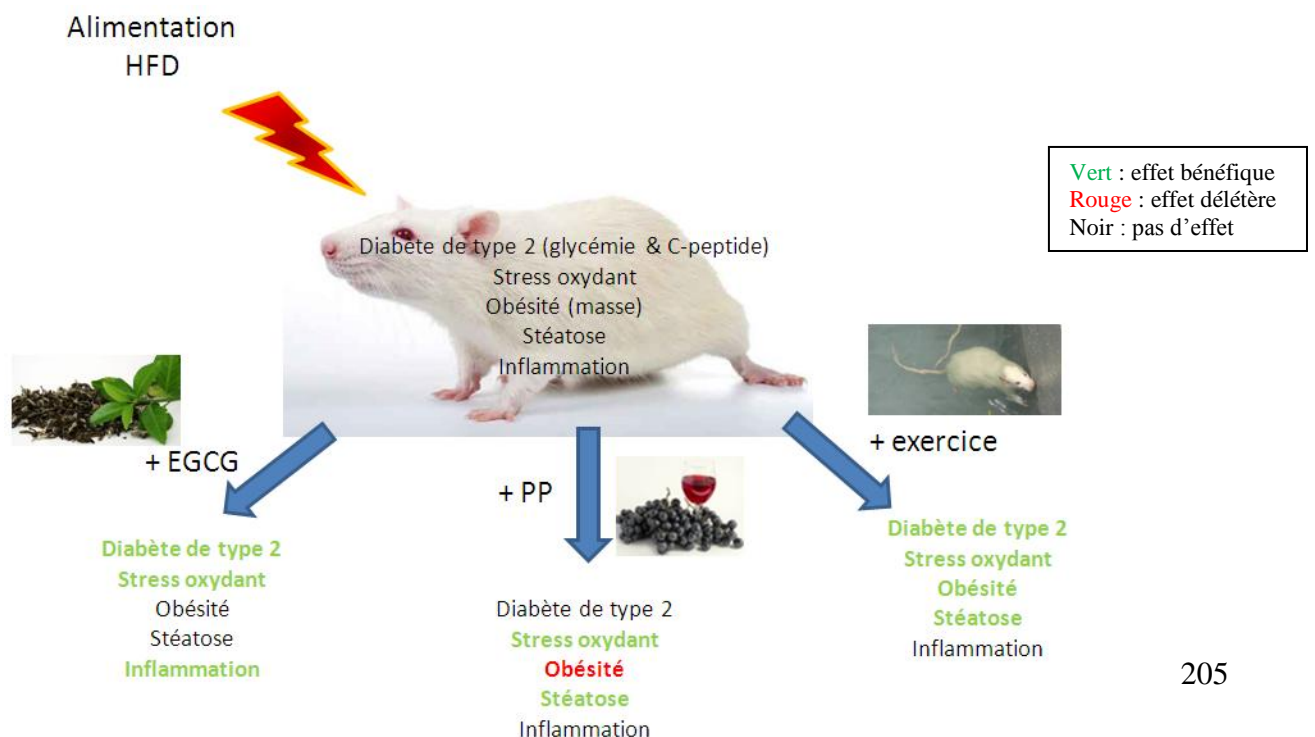 Alimentation
HFD
Vert : effet bénéfique
Rouge : effet délétère
Noir : pas d’effet
Diabète de type 2 (glycémie & C-peptide)
Stress oxydant
Obésité (masse)
Stéatose
Inflammation
+ EGCG
+ PP
+ exercice
Diabète de type 2
Stress oxydant
Obésité
Stéatose
Inflammation
Diabète de type 2
Stress oxydant
Obésité
Stéatose
Inflammation
Diabète de type 2
Stress oxydant
Obésité
Stéatose
Inflammation
205